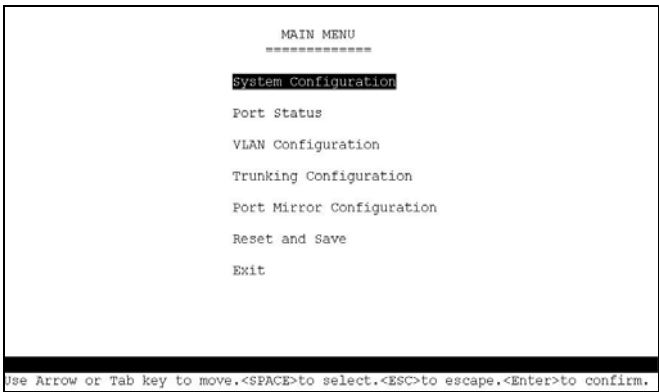 MAIN MENU
=============
System Configuration
Port Status
VLAN Configuration
Trunking Configuration
Port Mirror Configuration
Reset and Save
Exit
Use Arrow or Tab key to move.<SPACE>to select.<ESC>to escape.<Enter>to confirm.